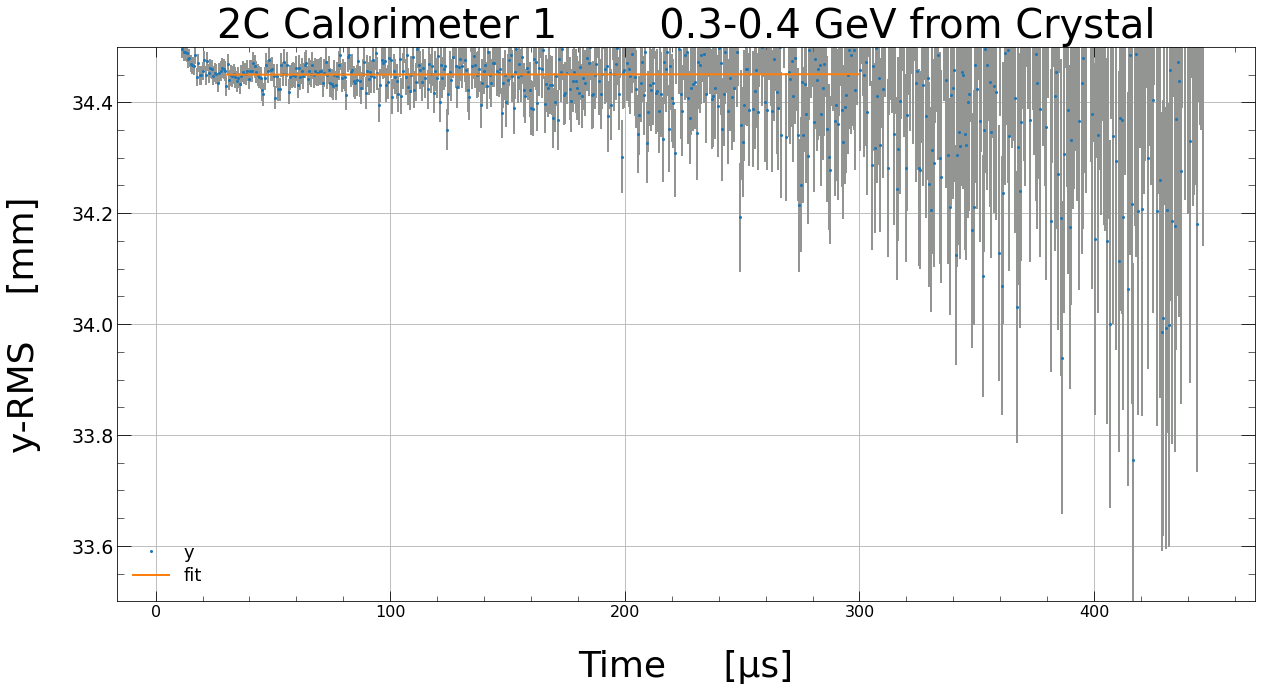 2C Calorimeter 1 0.3-0.4 GeV from Crystal
y-RMS [mm]
34.4
34.2
34.0
33.8
33.6
y
fit
0 100 200 300 400
Time [μs]